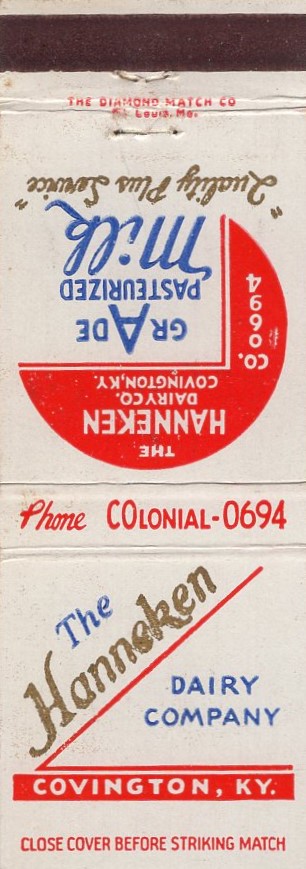 THE DIAMOND MATCH CO
St. Louis, Mo.
"Quality Plus Service"
GRADE A
PASTEURIZED
Milk
CO. 0694
THE
HANNEKEN
DAIRY CO.
COVINGTON, KY.
Phone COlonial-0694
The
Hanneken
DAIRY
COMPANY
COVINGTON, KY.
CLOSE COVER BEFORE STRIKING MATCH